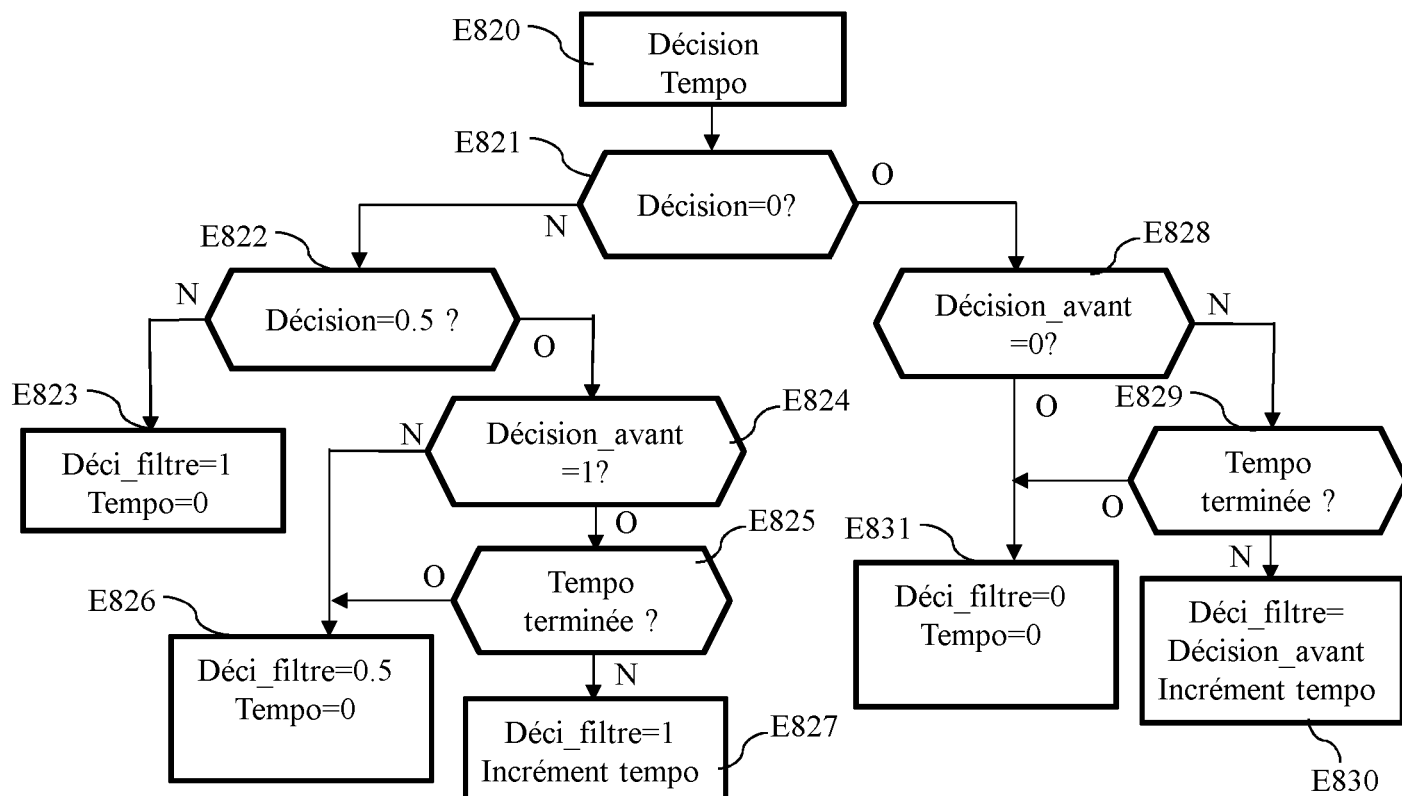 E820
Décision
Tempo
E821
Décision=0?
O
N
E822
E828
N
Décision=0.5 ?
O
Décision_avant
=0?
N
E823
Déci_filtre=1
Tempo=0
E824
Décision_avant
=1?
N
O
E829
Tempo
terminée ?
O
O
E825
Tempo
terminée ?
O
N
E831
Déci_filtre=0
Tempo=0
N
E826
Déci_filtre=0.5
Tempo=0
Déci_filtre=1
Incrément tempo
E827
Déci_filtre=
Décision_avant
Incrément tempo
E830